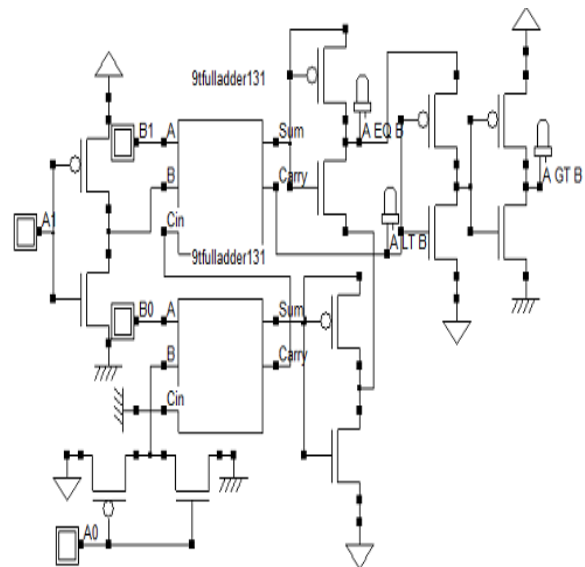 9tfulladder131
B1
A
Sum
A EQ B
A GT B
B
Carry
A1
Cin
A LT B
9tfulladder131
B0
A
Sum
B
Carry
Cin
A0